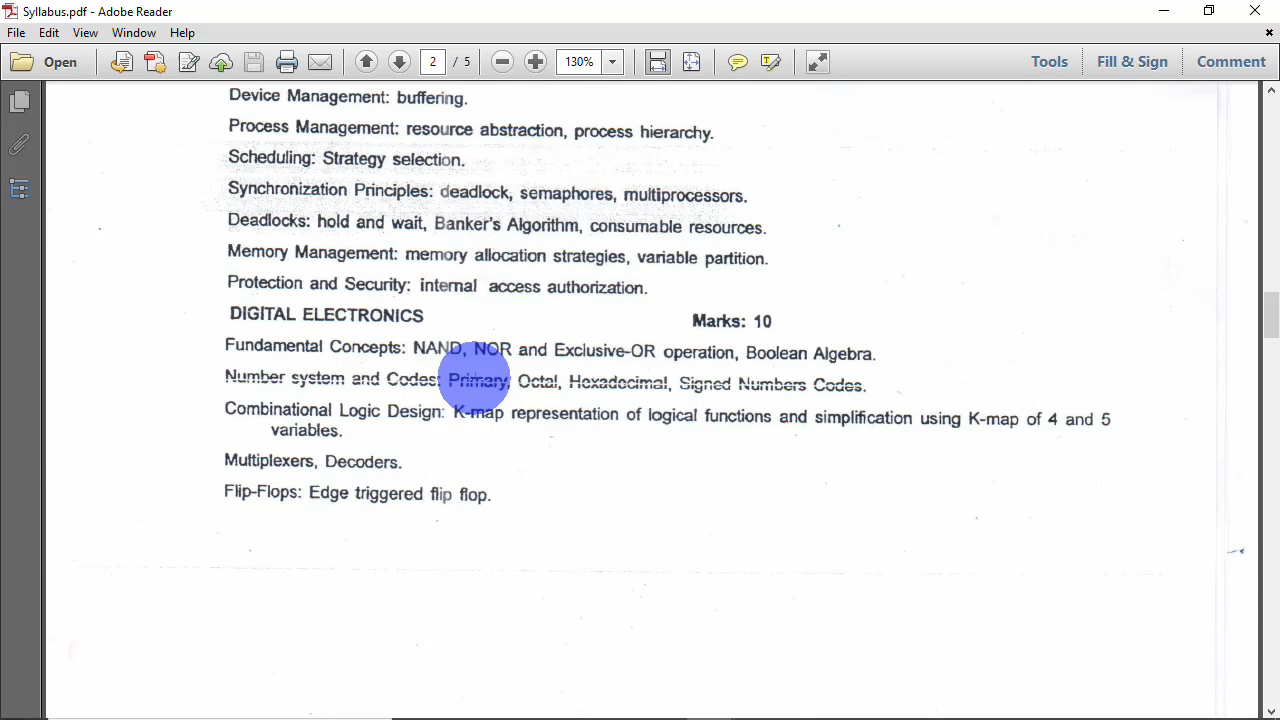 Syllabus.pdf - Adobe Reader
File Edit View Window Help
Open 2 / 5 130% Tools Fill & Sign Comment
Device Management: buffering.
Process Management: resource abstraction, process hierarchy.
Scheduling: Strategy selection.
Synchronization Principles: deadlock, semaphores, multiprocessors.
Deadlocks: hold and wait, Banker's Algorithm, consumable resources.
Memory Management: memory allocation strategies, variable partition.
Protection and Security: internal access authorization.
DIGITAL ELECTRONICS Marks: 10
Fundamental Concepts: NAND, NOR and Exclusive-OR operation, Boolean Algebra.
Number system and Codes: Primary, Octal, Hexadecimal, Signed Numbers Codes.
Combinational Logic Design: K-map representation of logical functions and simplification using K-map of 4 and 5
variables.
Multiplexers, Decoders.
Flip-Flops: Edge triggered flip flop.